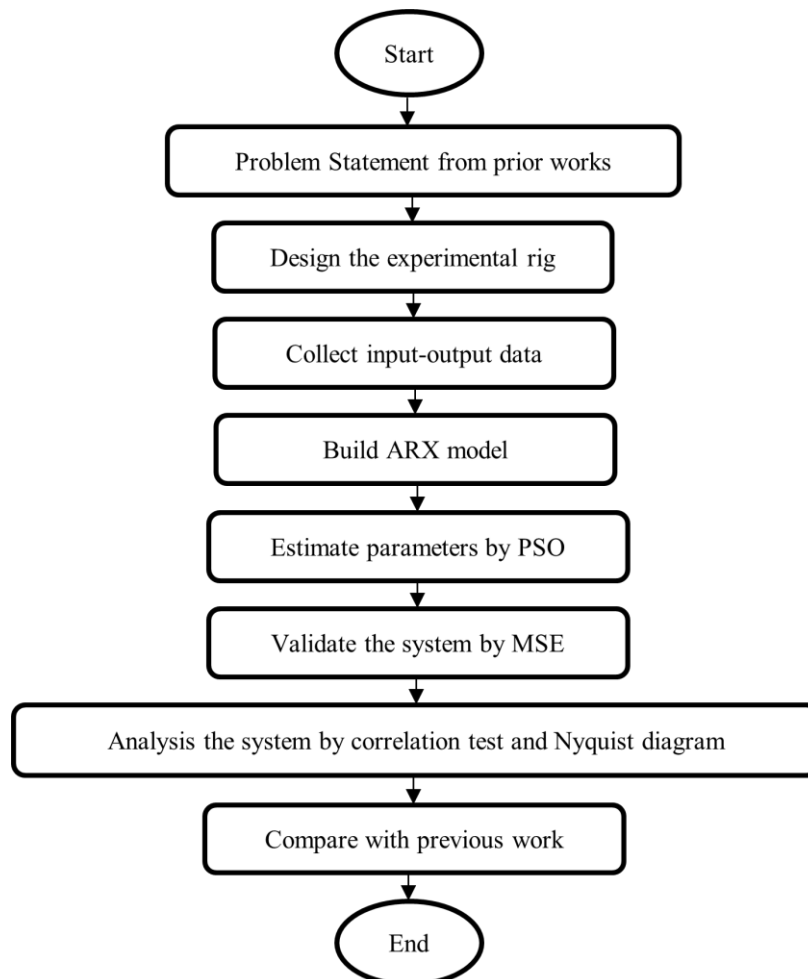 Start
Problem Statement from prior works
Design the experimental rig
Collect input-output data
Build ARX model
Estimate parameters by PSO
Validate the system by MSE
Analysis the system by correlation test and Nyquist diagram
Compare with previous work
End